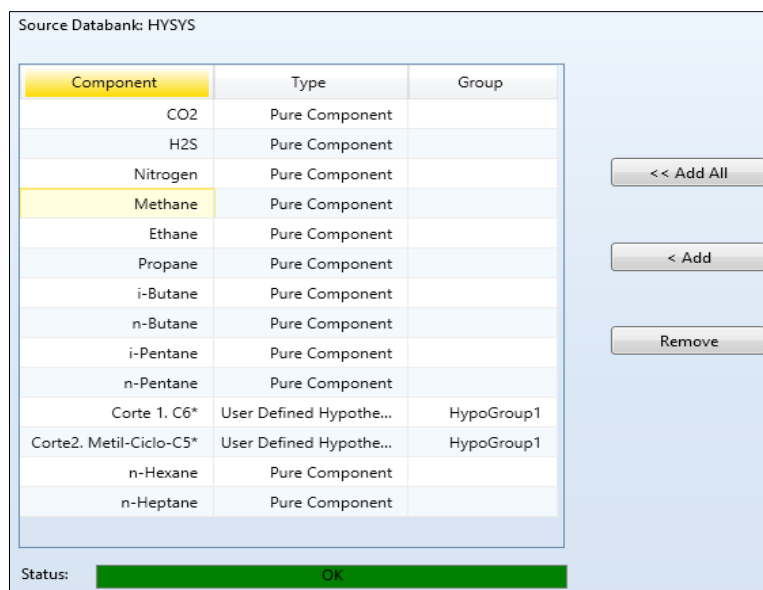 Source Databank: HYSYS
Component Type Group
CO2 Pure Component
H2S Pure Component
Nitrogen Pure Component
<< Add All
Methane Pure Component
Ethane Pure Component
Propane Pure Component
< Add
i-Butane Pure Component
n-Butane Pure Component
i-Pentane Pure Component
Remove
n-Pentane Pure Component
Corte 1. C6* User Defined Hypothe... HypoGroup1
Corte2. Metil-Ciclo-C5* User Defined Hypothe... HypoGroup1
n-Hexane Pure Component
n-Heptane Pure Component
Status: OK